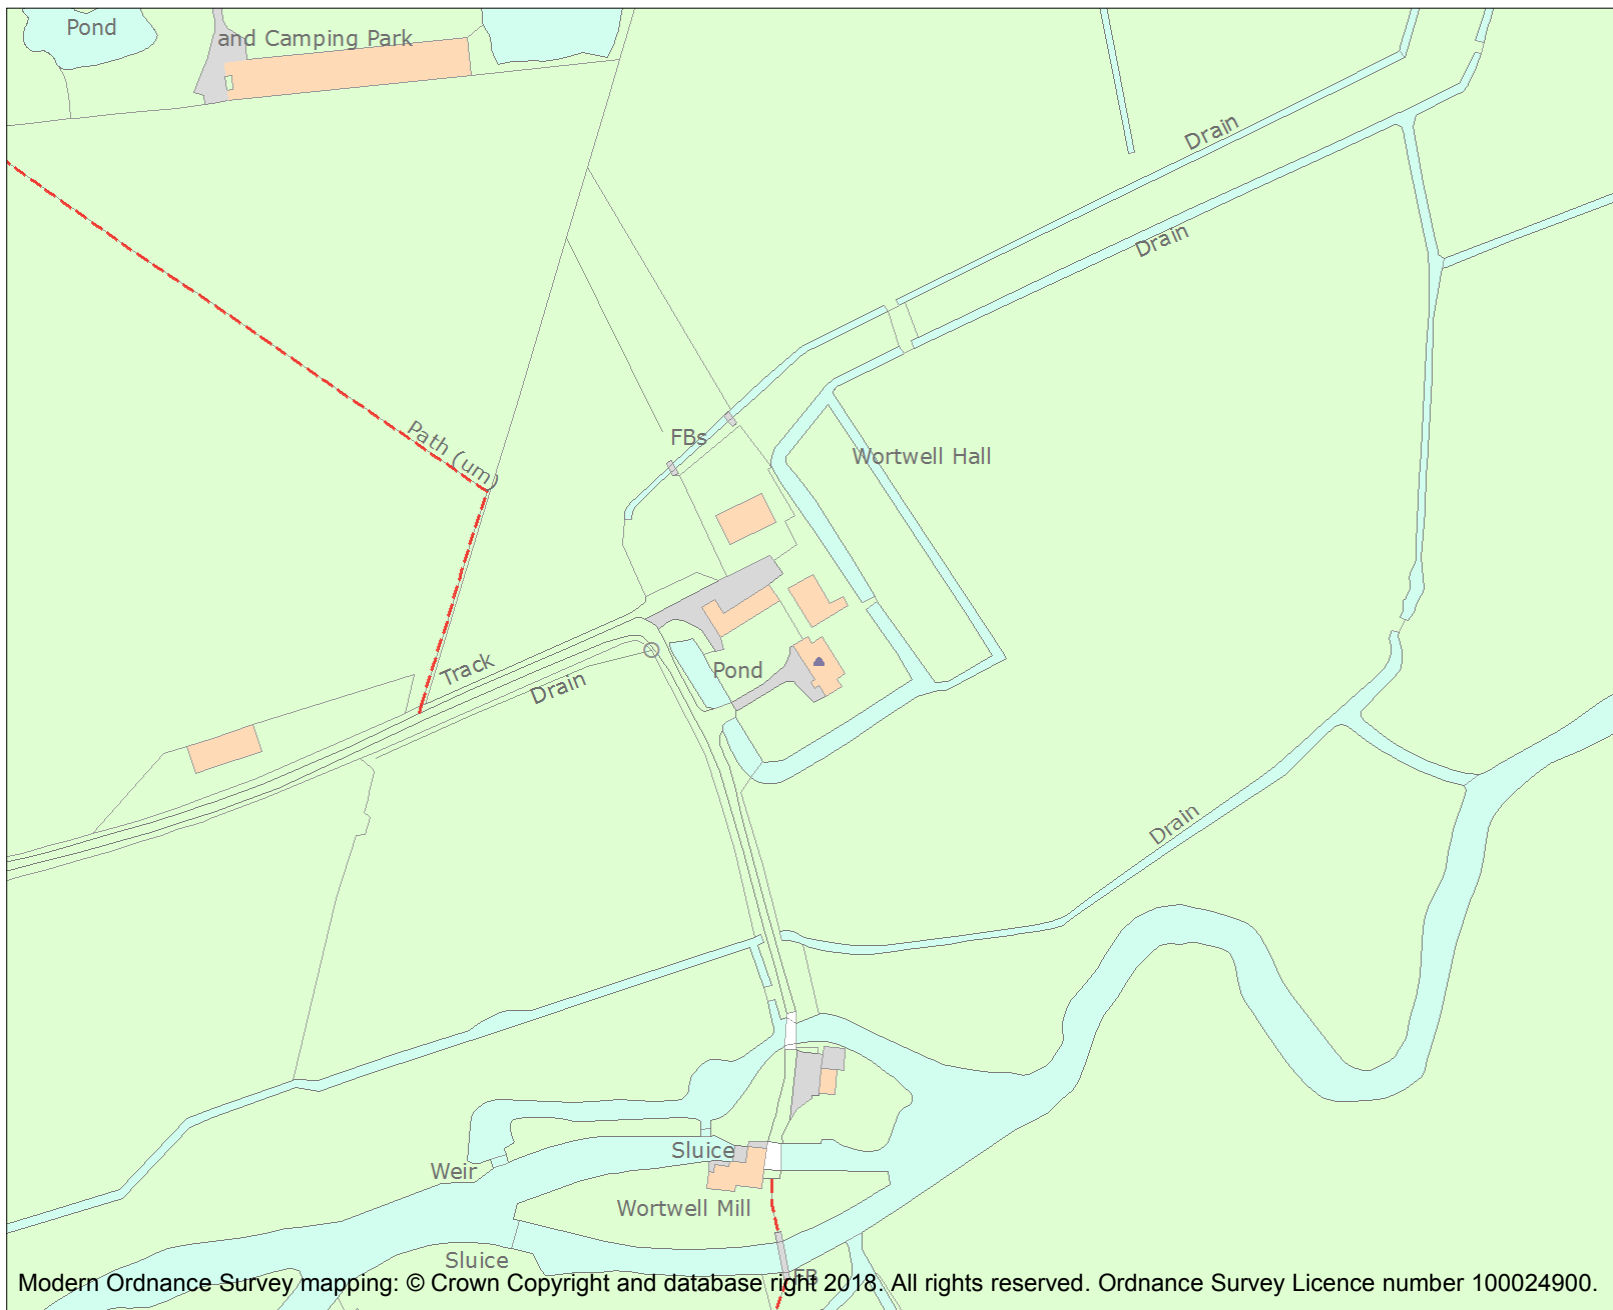 Pond
and Camping Park
Drain
Drain
Path (um)
FBs
Wortwell Hall
Track
Drain
Pond
Drain
Sluice
Weir
Wortwell Mill
Sluice
FB
Modern Ordnance Survey mapping: © Crown Copyright and database right 2018. All rights reserved. Ordnance Survey Licence number 100024900.